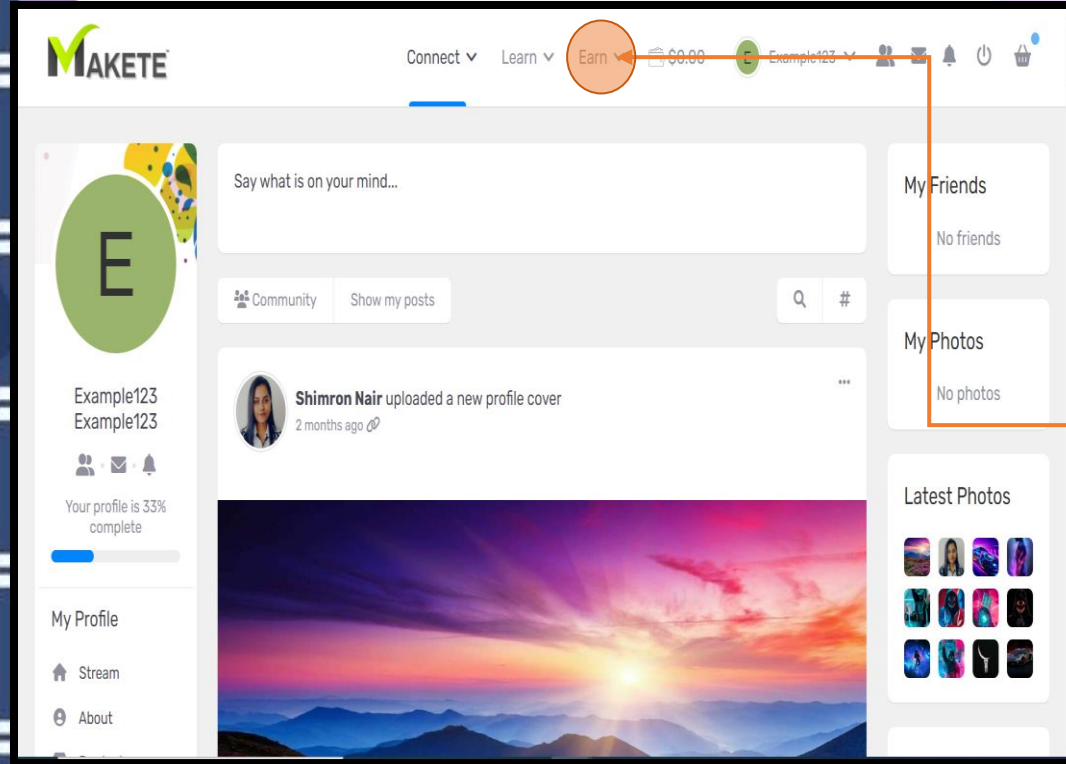 MAKETE
Connect
Learn
Earn
$0.00
E
Example123
Say what is on your mind...
My Friends
No friends
E
Community
Show my posts
#
My Photos
No photos
Example123
Example123
Shimron Nair uploaded a new profile cover
2 months ago
Your profile is 33%
complete
Latest Photos
My Profile
Stream
About